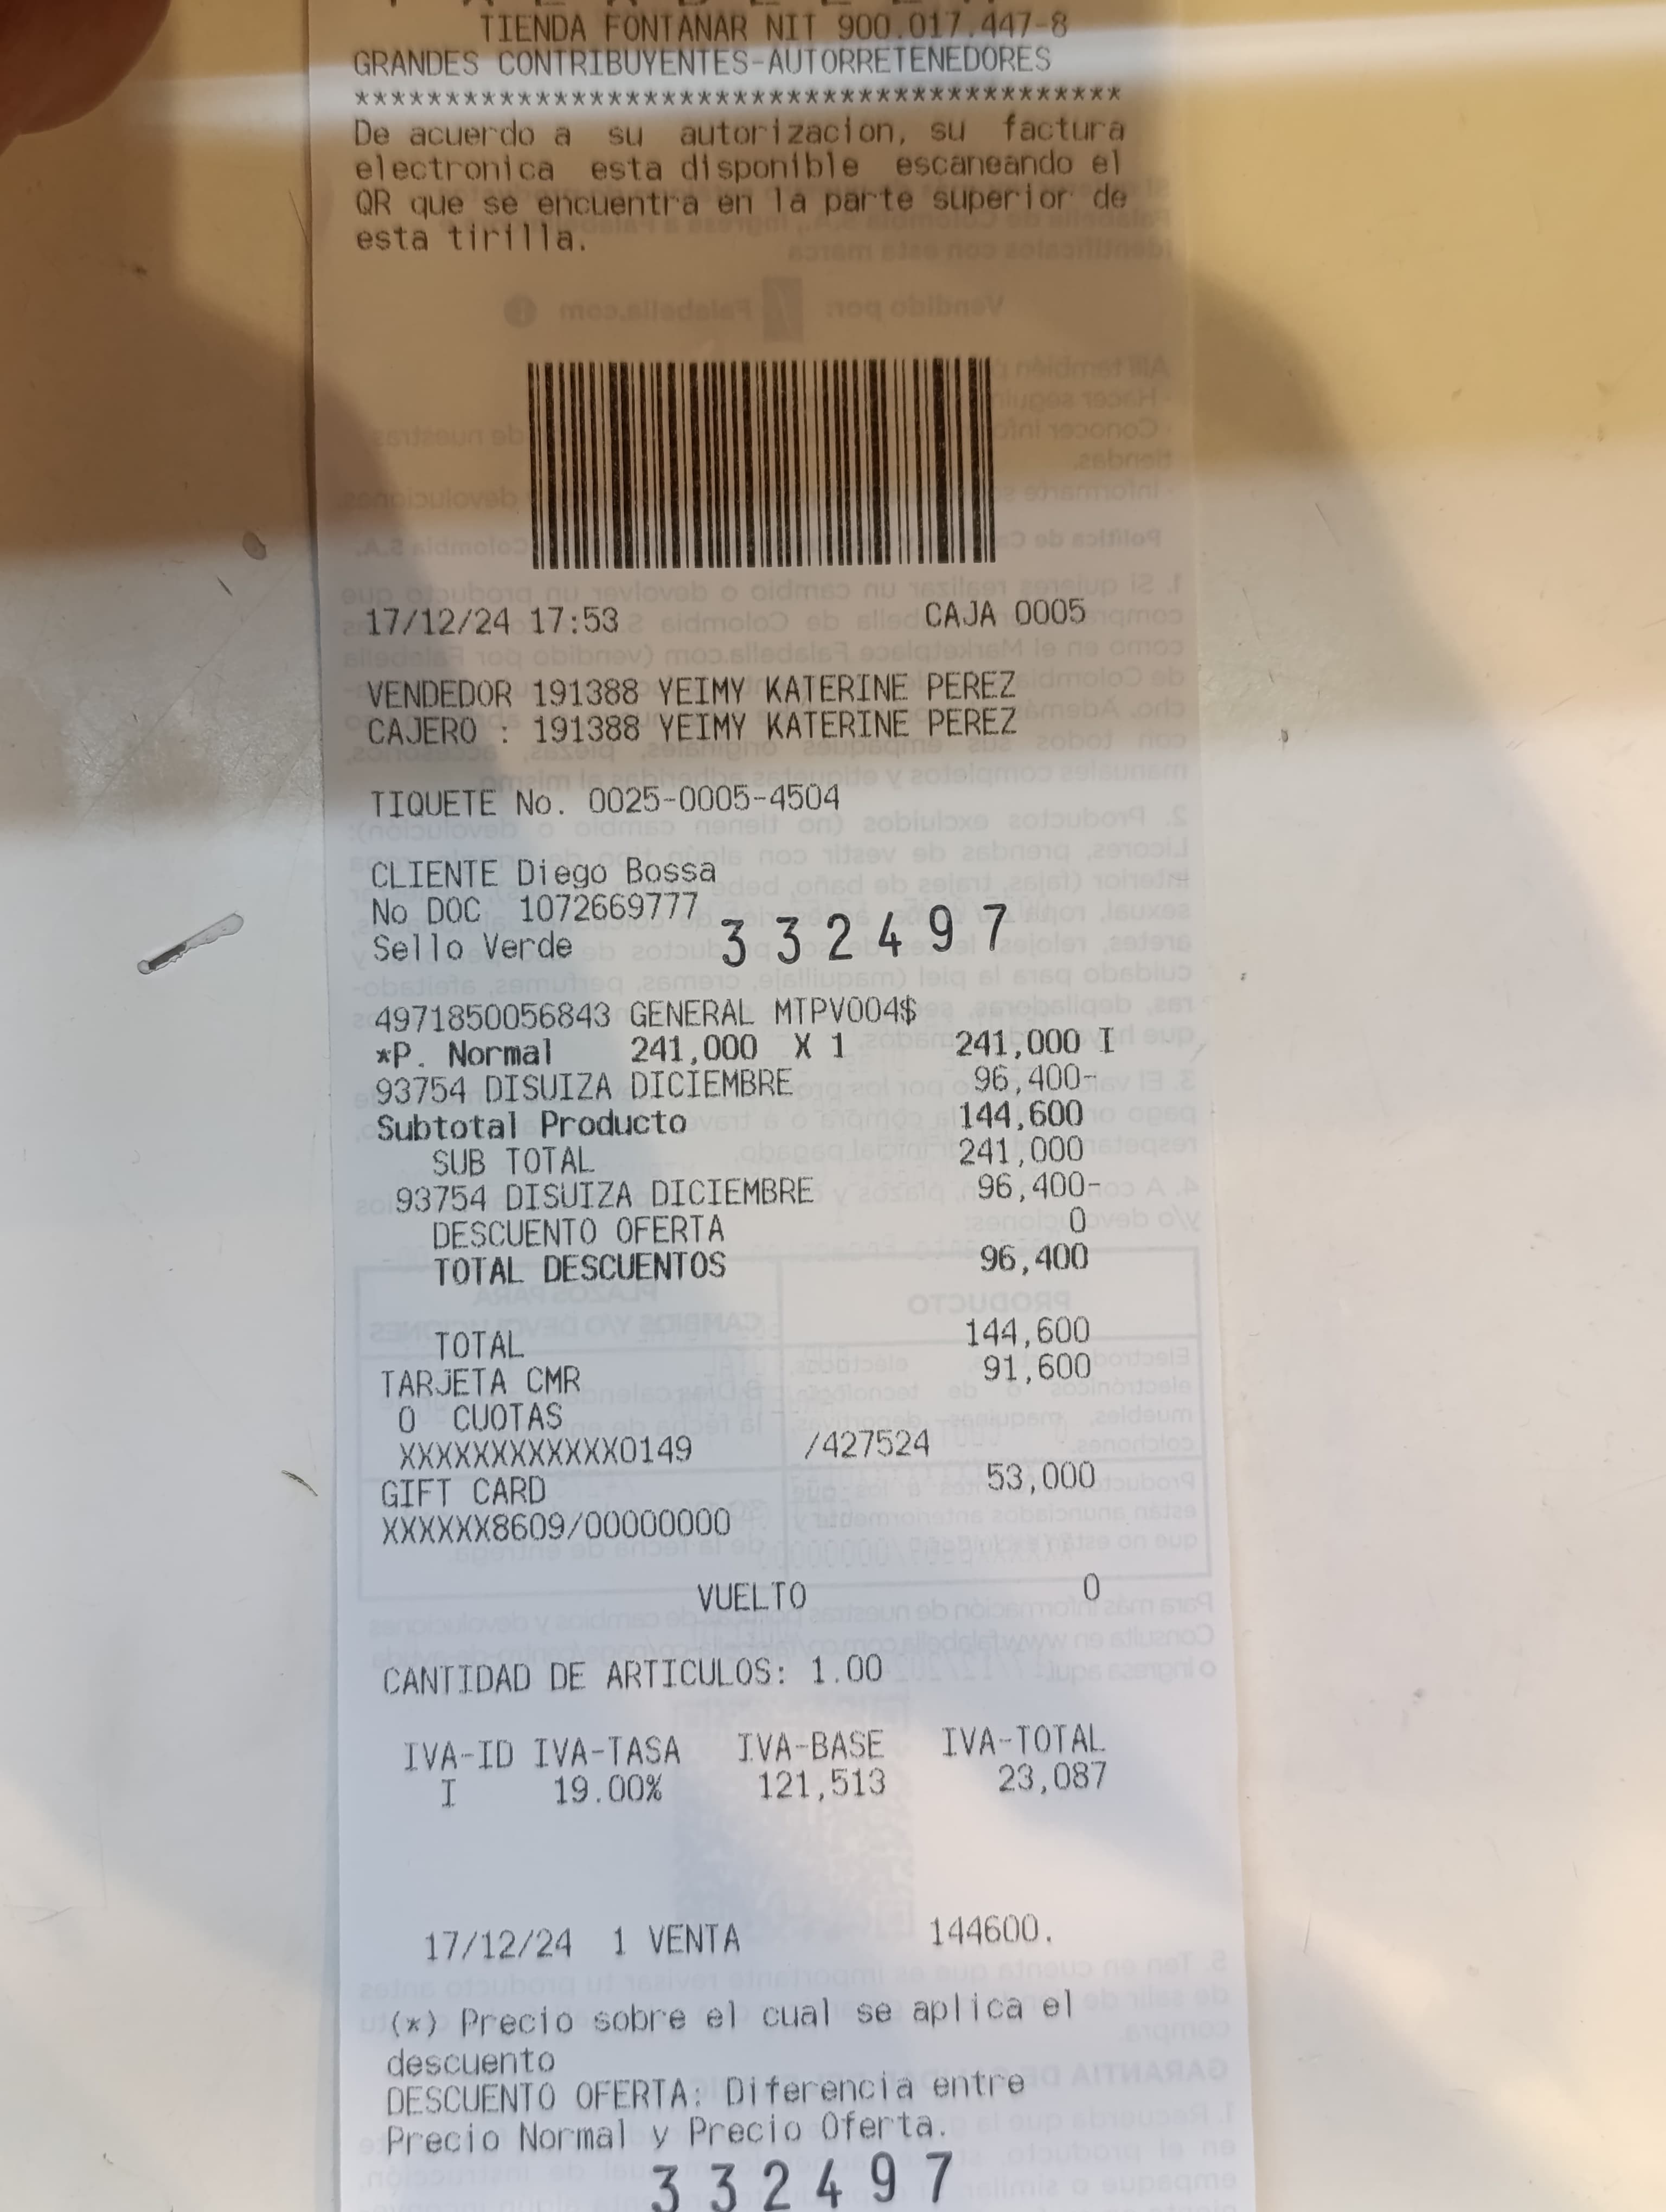 TIENDA FONTANAR NIT 900.017.447-8
GRANDES CONTRIBUYENTES-AUTORRETENEDORES
******************************************
De acuerdo a su autorizacion, su factura
electronica esta disponible escaneando el
QR que se encuentra en la parte superior de
esta tirilla.
17/12/24 17:53 CAJA 0005
VENDEDOR 191388 YEIMY KATERINE PEREZ
CAJERO : 191388 YEIMY KATERINE PEREZ
TIQUETE No. 0025-0005-4504
CLIENTE Diego Bossa
No DOC 1072669777
Sello Verde 332497
4971850056843 GENERAL MTPV004$
*P. Normal 241,000 X 1 241,000 I
93754 DISUIZA DICIEMBRE 96,400-
Subtotal Producto 144,600
SUB TOTAL 241,000
93754 DISUIZA DICIEMBRE 96,400-
DESCUENTO OFERTA 0
TOTAL DESCUENTOS 96,400
TOTAL 144,600
TARJETA CMR 91,600
0 CUOTAS
XXXXXXXXXXXX0149 /427524
GIFT CARD 53,000
XXXXXX8609/00000000
VUELTO 0
CANTIDAD DE ARTICULOS: 1.00
IVA-ID IVA-TASA IVA-BASE IVA-TOTAL
I 19.00% 121,513 23,087
17/12/24 1 VENTA 144600.
(*) Precio sobre el cual se aplica el
descuento
DESCUENTO OFERTA: Diferencia entre
Precio Normal y Precio Oferta.
332497